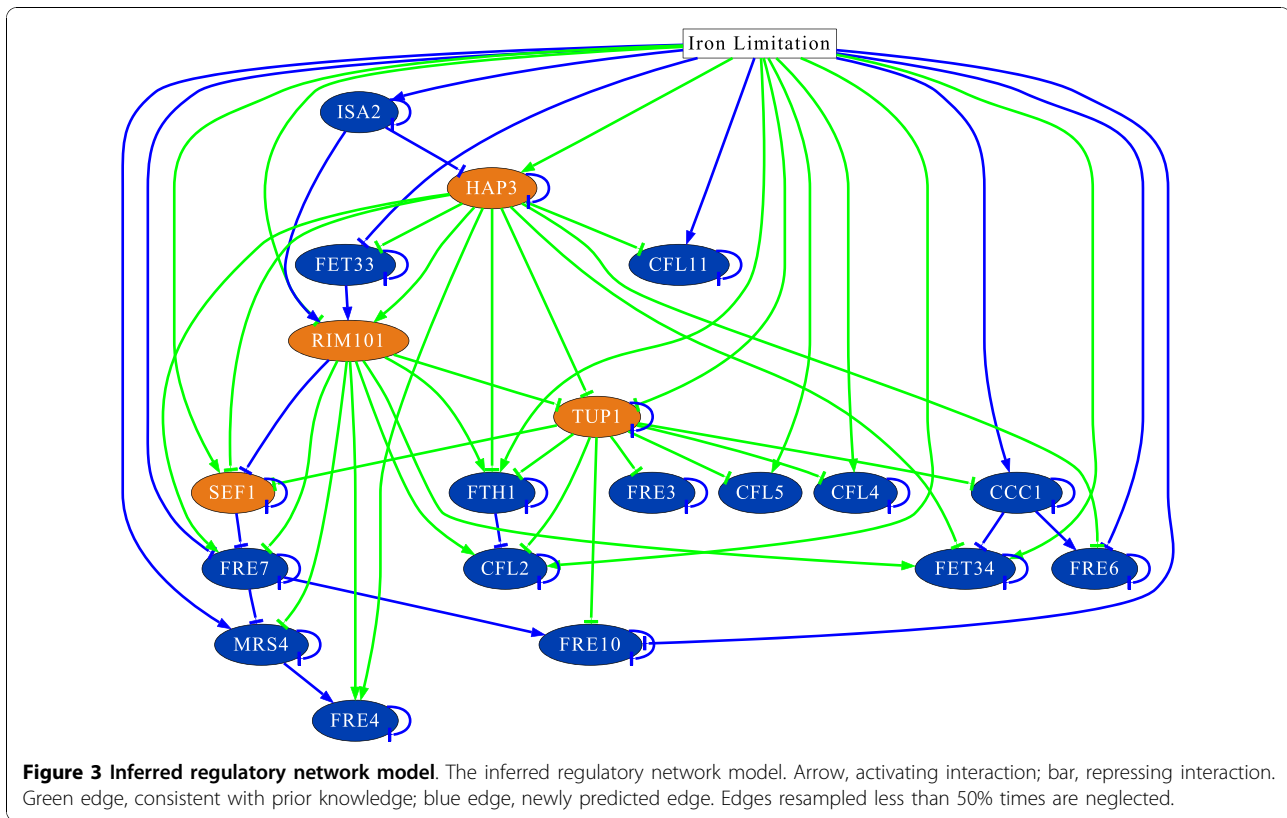 Iron Limitation
ISA2
HAP3
FET33
CFL11
RIM101
TUP1
SEF1
FTH1
FRE3
CFL5
CFL4
CCC1
FRE7
CFL2
FET34
FRE6
MRS4
FRE10
FRE4
Figure 3 Inferred regulatory network model. The inferred regulatory network model. Arrow, activating interaction; bar, repressing interaction.
Green edge, consistent with prior knowledge; blue edge, newly predicted edge. Edges resampled less than 50% times are neglected.